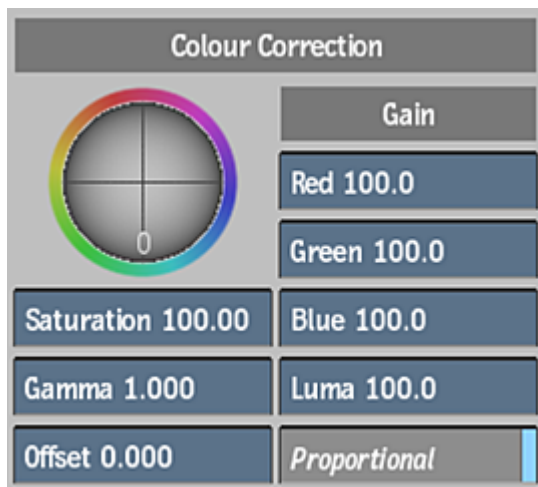 Colour Correction
Gain
Red 100.0
0
Green 100.0
Saturation 100.00
Blue 100.0
Gamma 1.000
Luma 100.0
Offset 0.000
Proportional